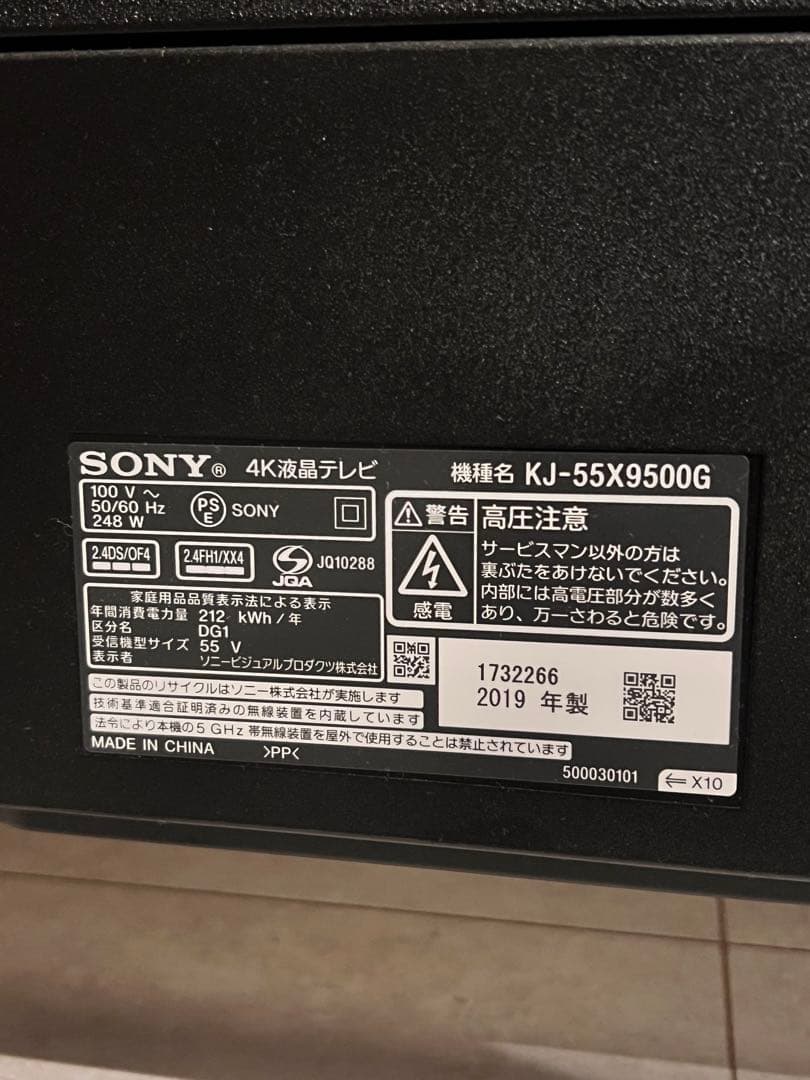 SONY® 4K液晶テレビ
機種名 KJ-55X9500G
100 V ～
50/60 Hz
248 W
PS
E
SONY
2.4DS/OF4
2.4FH1/XX4
JQA
JQ10288
家庭用品品質表示法による表示
年間消費電力量 212 kWh/年
区分名 DG1
受信機型サイズ 55 V
表示者 ソニービジュアルプロダクツ株式会社
警告
感電
高圧注意
サービスマン以外の方は
裏ぶたをあけないでください。
内部には高電圧部分が数多く
あり、万一さわると危険です。
1732266
2019 年製
この製品のリサイクルはソニー株式会社が実施します
技術基準適合証明済みの無線装置を内蔵しています
法令により本機の5 GHz 帯無線装置を屋外で使用することは禁止されています
MADE IN CHINA >PP<
500030101
⇐ X10